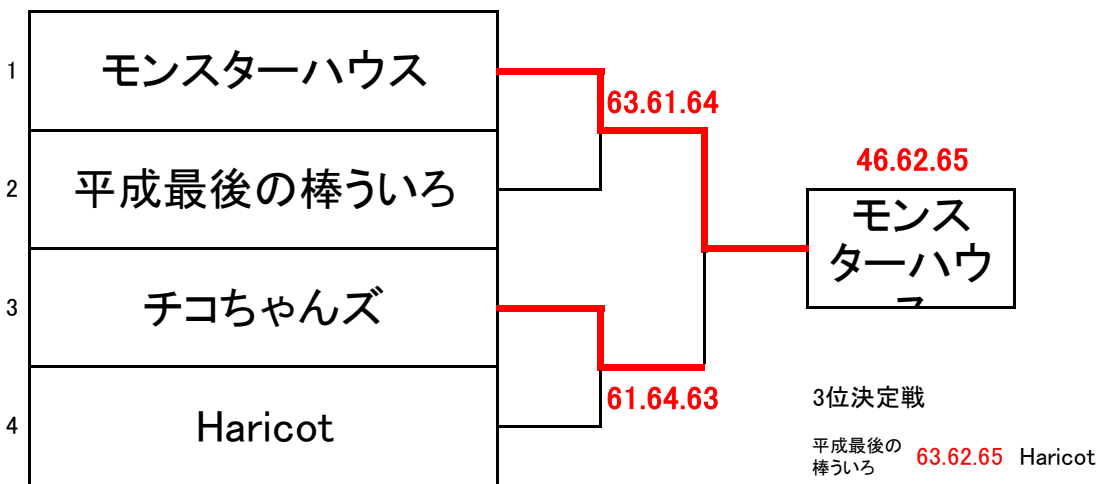 1
モンスターハウス
63.61.64
2
平成最後の棒ういろ
46.62.65
モンス
ターハウ
3
チコちゃんズ
61.64.63
4
Haricot
3位決定戦
平成最後の
棒ういろ
63.62.65
Haricot